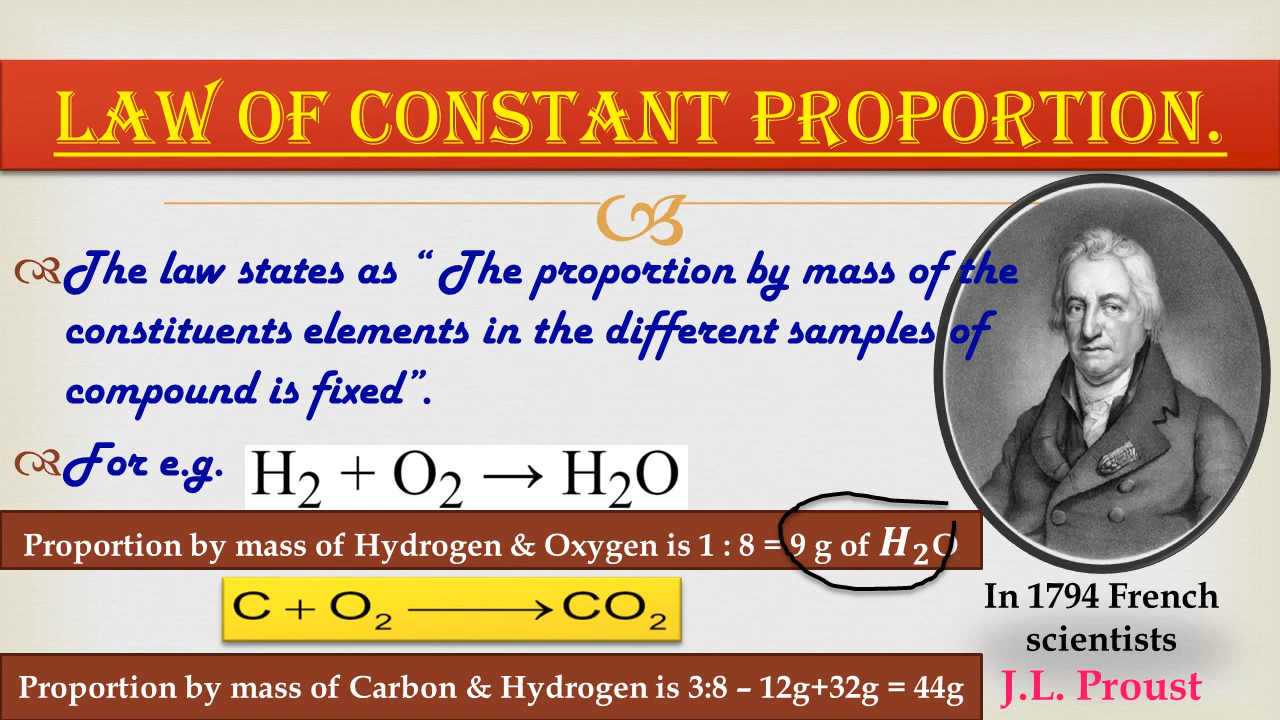 LAW OF CONSTANT PROPORTION.
The law states as “ The proportion by mass of the
constituents elements in the different samples of
compound is fixed”.
For e.g.
H₂ + O₂ → H₂O
Proportion by mass of Hydrogen & Oxygen is 1 : 8 = 9 g of H₂O
C + O₂ → CO₂
Proportion by mass of Carbon & Hydrogen is 3:8 – 12g+32g = 44g
In 1794 French
scientists
J.L. Proust